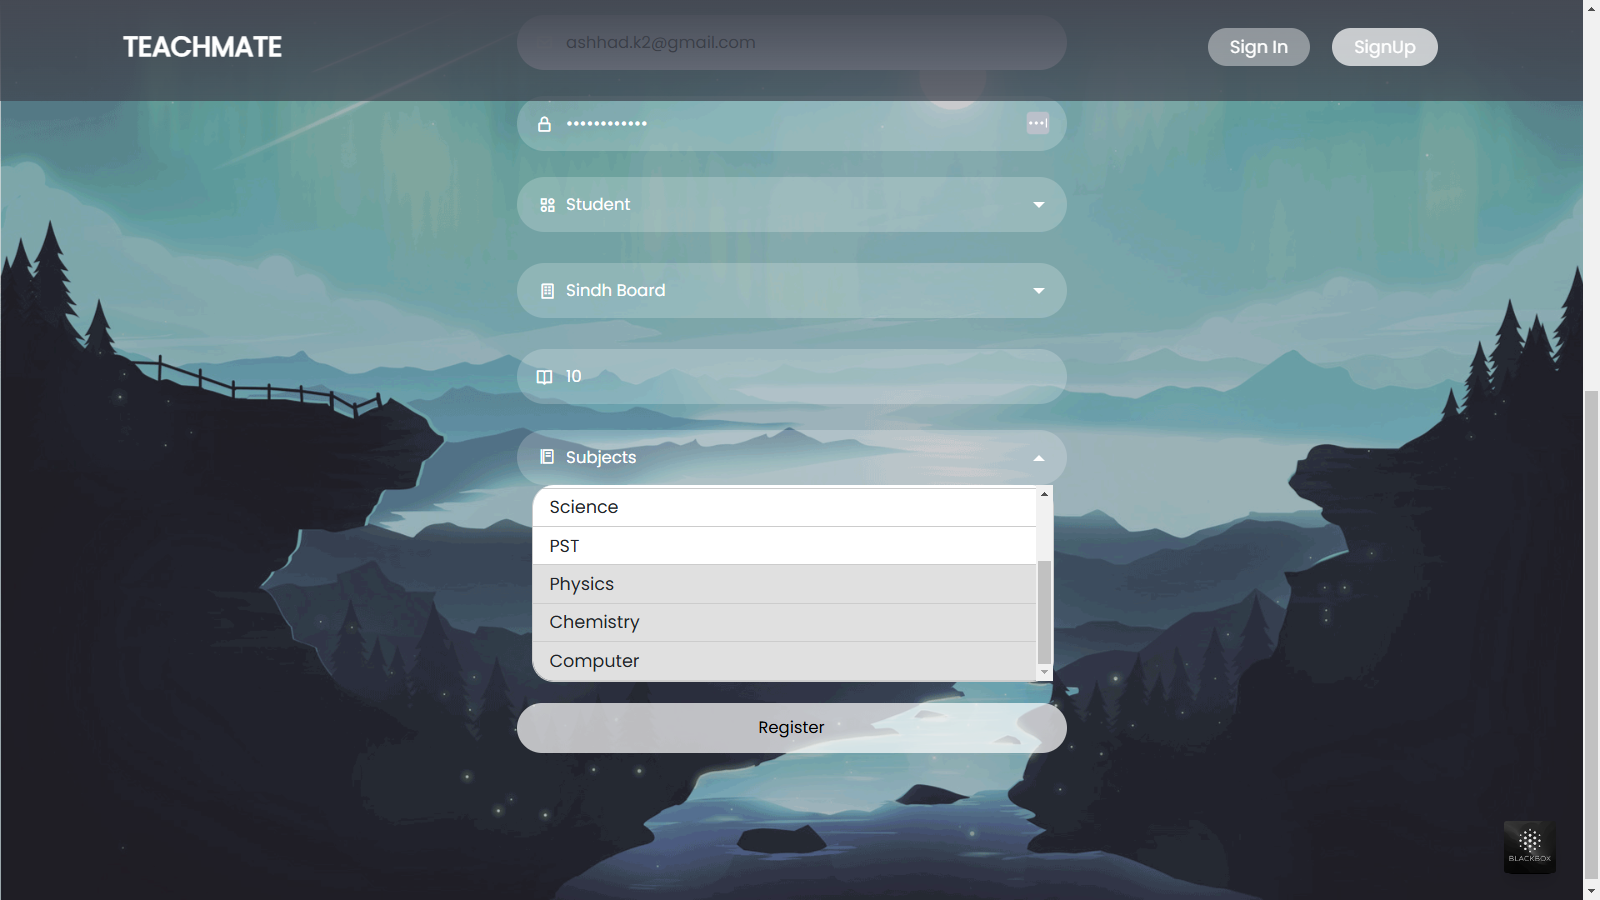 TEACHMATE
ashhad.k2@gmail.com
Sign In
SignUp
••••••••••••
Student
Sindh Board
10
Subjects
Science
PST
Physics
Chemistry
Computer
Register
BLACKBOX